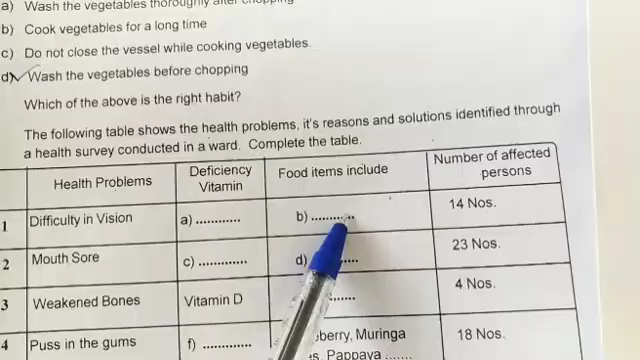 a) Wash the vegetables thoroughly after chopping
b) Cook vegetables for a long time
c) Do not close the vessel while cooking vegetables.
d) Wash the vegetables before chopping
Which of the above is the right habit?
The following table shows the health problems, it's reasons and solutions identified through
a health survey conducted in a ward. Complete the table.
Health Problems Deficiency Vitamin Food items include Number of affected persons
1 Difficulty in Vision a) ............ b) ............ 14 Nos.
2 Mouth Sore c) ............. d) ..... 23 Nos.
3 Weakened Bones Vitamin D ...... 4 Nos.
4 Puss in the gums f) ............. Muringa 18 Nos.
Pappaya ......